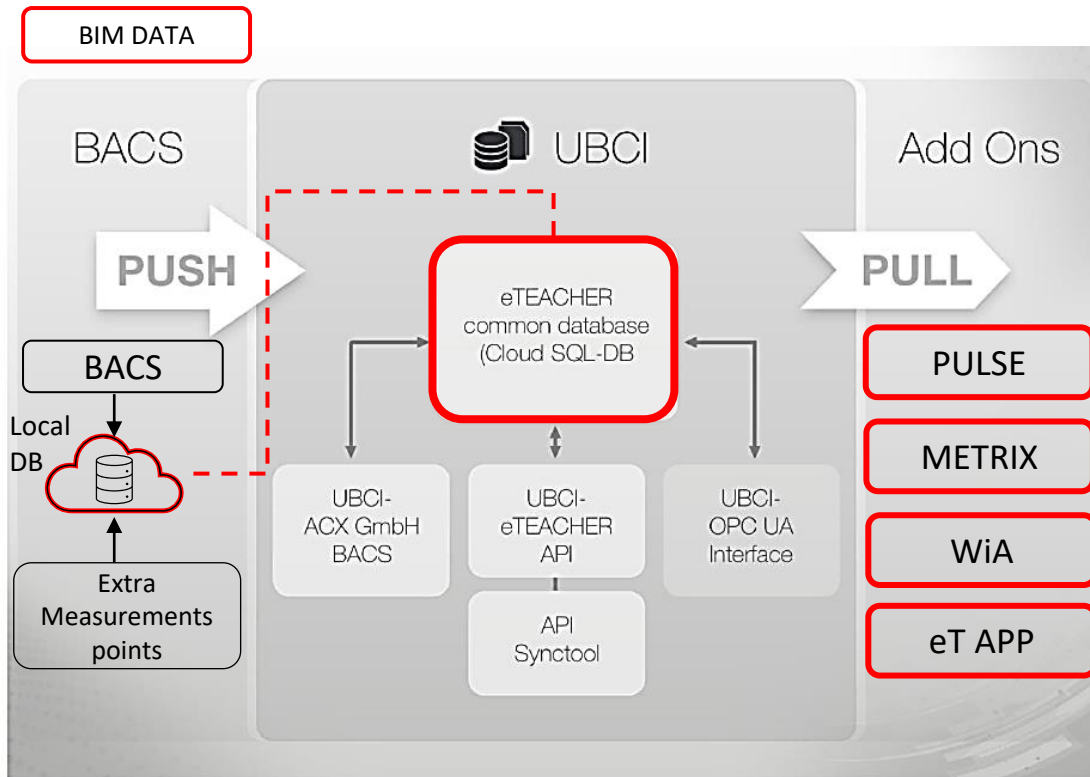 BIM DATA
BACS
UBCI
Add Ons
PUSH
PULL
eTEACHER
common database
(Cloud SQL-DB
BACS
Local
DB
Extra
Measurements
points
UBCI-
ACX GmbH
BACS
UBCI-
eTEACHER
API
UBCI-
OPC UA
Interface
API
Synctool
PULSE
METRIX
WiA
eT APP